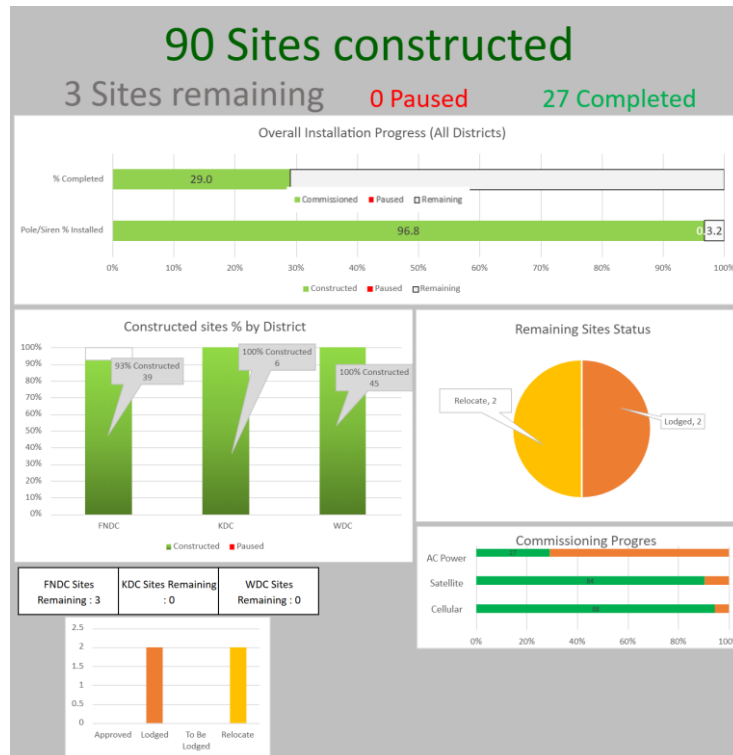 90 Sites constructed
3 Sites remaining 0 Paused 27 Completed
Overall Installation Progress (All Districts)
% Completed
29.0
Commissioned Paused Remaining
Pole/Siren % Installed
96.8
0.3.2
0% 10% 20% 30% 40% 50% 60% 70% 80% 90% 100%
Constructed Paused Remaining
Constructed sites % by District
100%
90%
80%
70%
60%
50%
40%
30%
20%
10%
0%
93% Constructed
39
100% Constructed
6
100% Constructed
45
FNDC KDC WDC
Constructed Paused
Remaining Sites Status
Relocate, 2
Lodged, 2
FNDC Sites
Remaining : 3
KDC Sites Remaining
: 0
WDC Sites
Remaining : 0
Commissioning Progres
AC Power
27
Satellite
84
Cellular
88
0% 20% 40% 60% 80% 100%
2.5
2
1.5
1
0.5
0
Approved Lodged To Be
Lodged
Relocate